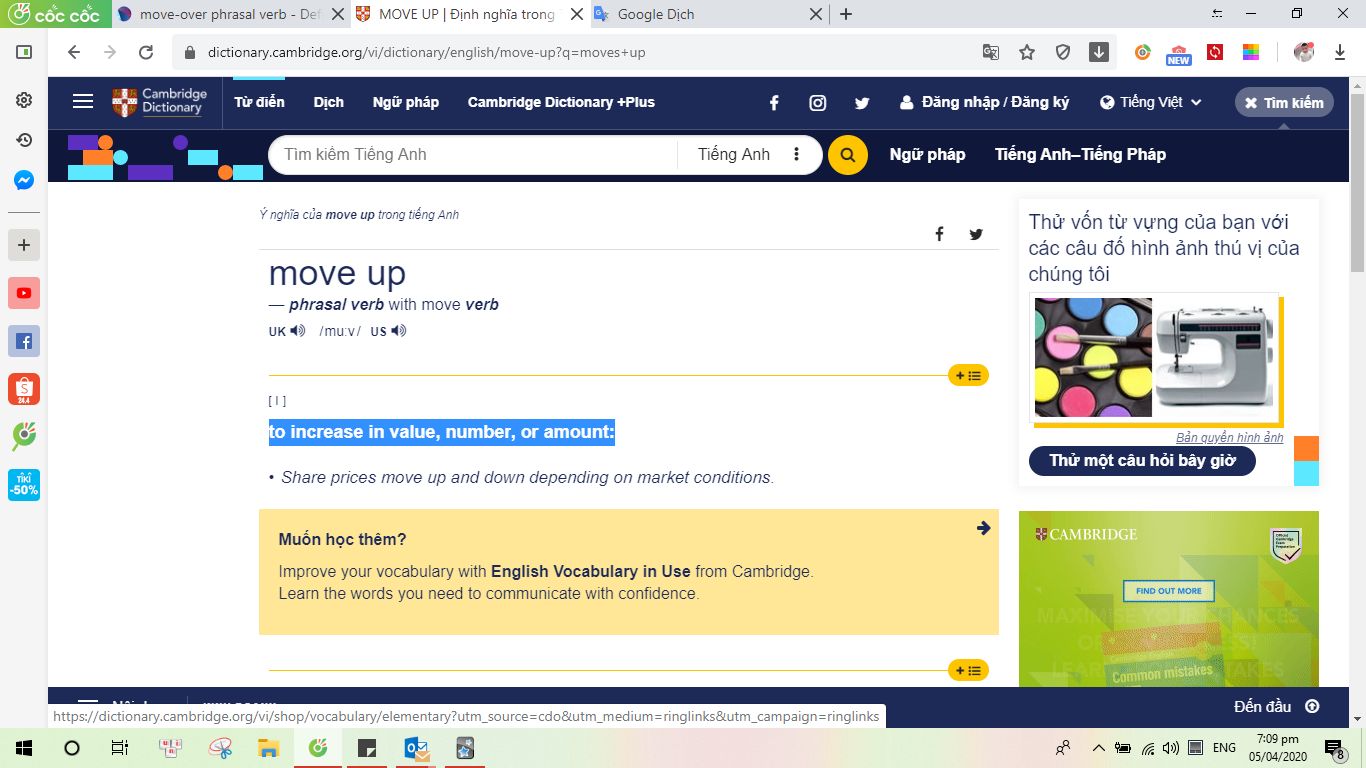 cốc cốc
move-over phrasal verb - Def
MOVE UP | Định nghĩa trong
Google Dịch
dictionary.cambridge.org/vi/dictionary/english/move-up?q=moves+up
NEW
Cambridge Dictionary
Từ điển
Dịch
Ngữ pháp
Cambridge Dictionary +Plus
Đăng nhập / Đăng ký
Tiếng Việt
Tìm kiếm
Tìm kiếm Tiếng Anh
Tiếng Anh
Ngữ pháp
Tiếng Anh–Tiếng Pháp
Ý nghĩa của move up trong tiếng Anh
move up
— phrasal verb with move verb
UK /muːv/ US
[ I ]
to increase in value, number, or amount:
• Share prices move up and down depending on market conditions.
Muốn học thêm?
Improve your vocabulary with English Vocabulary in Use from Cambridge.
Learn the words you need to communicate with confidence.
Thử vốn từ vựng của bạn với
các câu đố hình ảnh thú vị của
chúng tôi
Bản quyền hình ảnh
Thử một câu hỏi bây giờ
CAMBRIDGE
FIND OUT MORE
Common mistakes
24.4
TIKI
-50%
Đến đầu
https://dictionary.cambridge.org/vi/shop/vocabulary/elementary?utm_source=cdo&utm_medium=ringlinks&utm_campaign=ringlinks
ENG
7:09 pm
05/04/2020
8